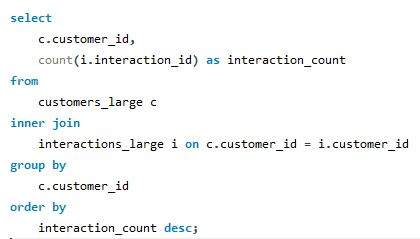 select
    c.customer_id,
    count(i.interaction_id) as interaction_count
from
    customers_large c
inner join
    interactions_large i on c.customer_id = i.customer_id
group by
    c.customer_id
order by
    interaction_count desc;